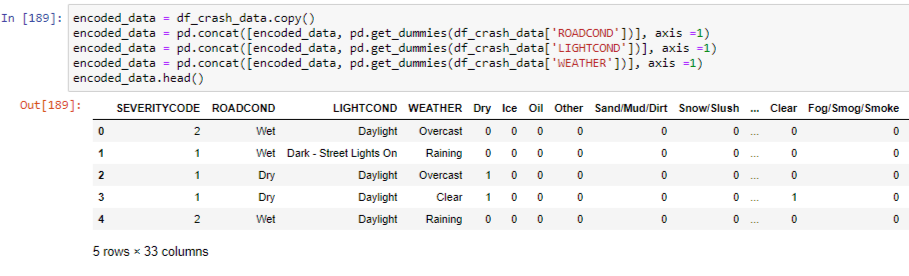 In [189]: encoded_data = df_crash_data.copy()
encoded_data = pd.concat([encoded_data, pd.get_dummies(df_crash_data['ROADCOND'])], axis =1)
encoded_data = pd.concat([encoded_data, pd.get_dummies(df_crash_data['LIGHTCOND'])], axis =1)
encoded_data = pd.concat([encoded_data, pd.get_dummies(df_crash_data['WEATHER'])], axis =1)
encoded_data.head()
Out[189]:
SEVERITYCODE ROADCOND LIGHTCOND WEATHER Dry Ice Oil Other Sand/Mud/Dirt Snow/Slush ... Clear Fog/Smog/Smoke
0 2 Wet Daylight Overcast 0 0 0 0 0 0 ... 0 0
1 1 Wet Dark - Street Lights On Raining 0 0 0 0 0 0 ... 0 0
2 1 Dry Daylight Overcast 1 0 0 0 0 0 ... 0 0
3 1 Dry Daylight Clear 1 0 0 0 0 0 ... 1 0
4 2 Wet Daylight Raining 0 0 0 0 0 0 ... 0 0
5 rows × 33 columns